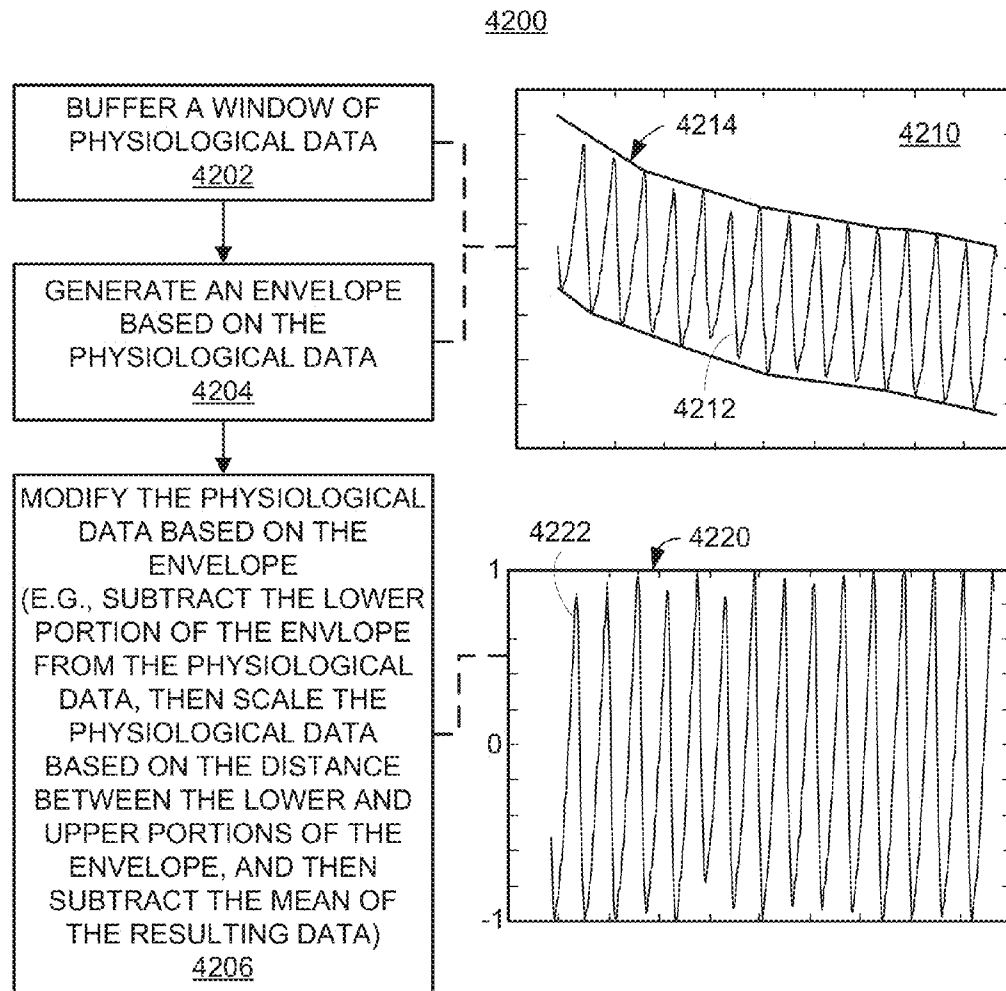 4200
BUFFER A WINDOW OF
PHYSIOLOGICAL DATA
4202
GENERATE AN ENVELOPE
BASED ON THE
PHYSIOLOGICAL DATA
4204
MODIFY THE PHYSIOLOGICAL
DATA BASED ON THE
ENVELOPE
(E.G., SUBTRACT THE LOWER
PORTION OF THE ENVLOPE
FROM THE PHYSIOLOGICAL
DATA, THEN SCALE THE
PHYSIOLOGICAL DATA
BASED ON THE DISTANCE
BETWEEN THE LOWER AND
UPPER PORTIONS OF THE
ENVELOPE, AND THEN
SUBTRACT THE MEAN OF
THE RESULTING DATA)
4206
4214
4210
4212
4222
4220
1
0
-1